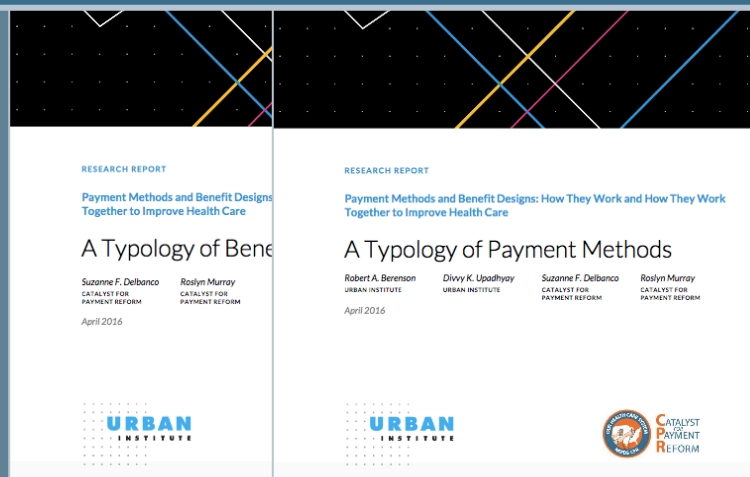 RESEARCH REPORT
Payment Methods and Benefit Designs
Together to Improve Health Care
A Typology of Bene
Suzanne F. Delbanco Roslyn Murray
CATALYST FOR CATALYST FOR
PAYMENT REFORM PAYMENT REFORM
April 2016
URBAN
INSTITUTE
RESEARCH REPORT
Payment Methods and Benefit Designs: How They Work and How They Work
Together to Improve Health Care
A Typology of Payment Methods
Robert A. Berenson Divvy K. Upadhyay Suzanne F. Delbanco Roslyn Murray
URBAN INSTITUTE URBAN INSTITUTE CATALYST FOR CATALYST FOR
PAYMENT REFORM PAYMENT REFORM
April 2016
URBAN
INSTITUTE
CATALYST
FOR
PAYMENT
REFORM